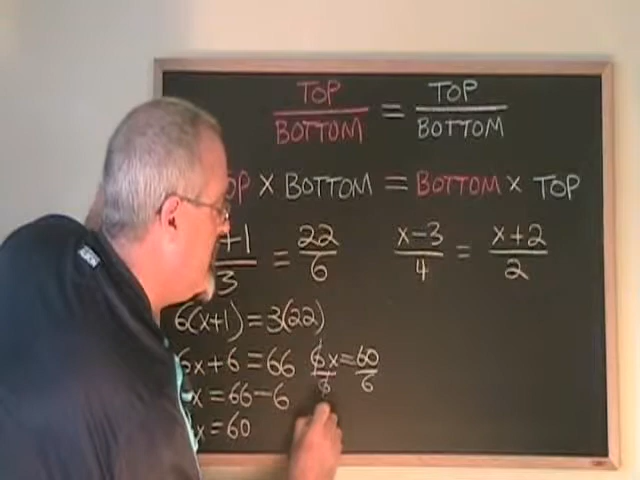 TOP/BOTTOM = TOP/BOTTOM
OP × BOTTOM = BOTTOM × TOP
+1/3 = 22/6
x-3/4 = x+2/2
6(x+1) = 3(22)
6x+6 = 66
x = 66-6
x = 60
6x/6 = 60/6